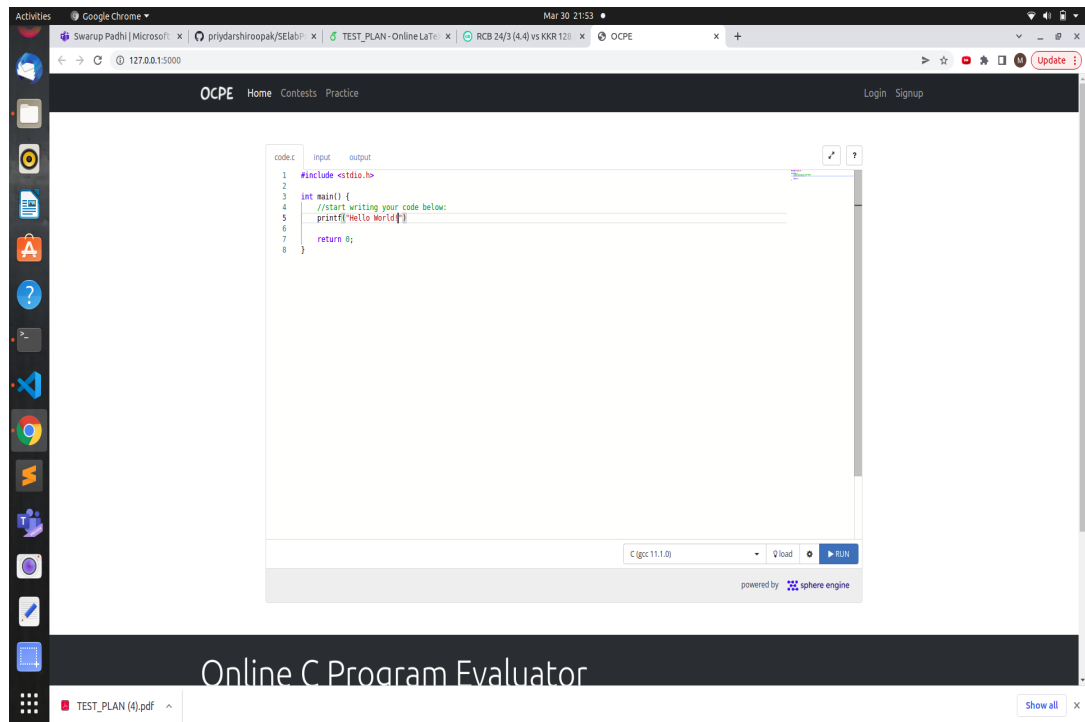 Activities Google Chrome Mar 30 21:53
Swarup Padhi | Microsoft priydarshiroopak/SElabP TEST_PLAN - Online LaTeX RCB 24/3 (4.4) vs KKR 128 OCPE
127.0.0.1:5000 M Update
OCPE Home Contests Practice Login Signup
code.c input output ?
1 #include <stdio.h>
2
3 int main() {
4 //start writing your code below:
5 printf("Hello World!")
6
7 return 0;
8 }
C (gcc 11.1.0) load RUN
powered by sphere engine
Online C Program Evaluator
TEST_PLAN (4).pdf Show all